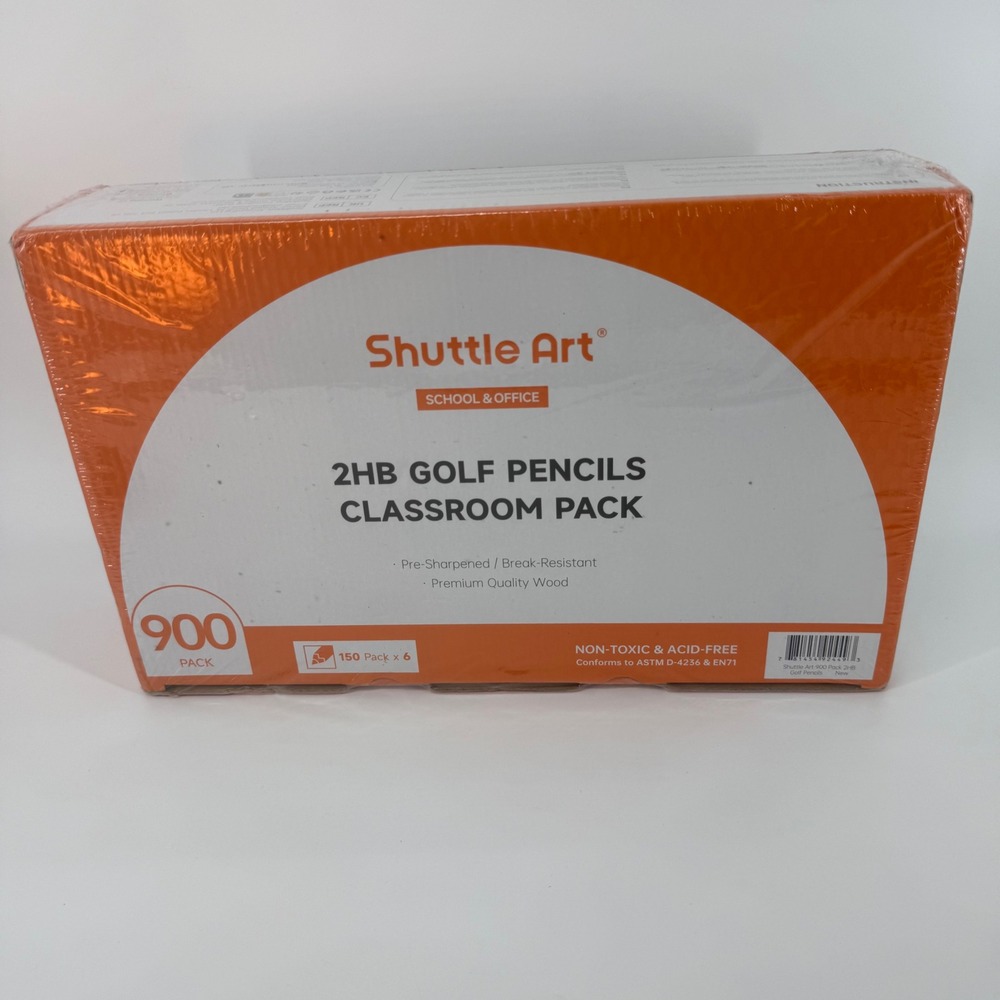 INSTRUCTION
Shuttle Art®
SCHOOL & OFFICE
2HB GOLF PENCILS
CLASSROOM PACK
· Pre-Sharpened / Break-Resistant
· Premium Quality Wood
900
PACK
150 Pack x 6
NON-TOXIC & ACID-FREE
Conforms to ASTM D-4236 & EN71
Shuttle Art 900 Pack 2HB
Golf Pencils New